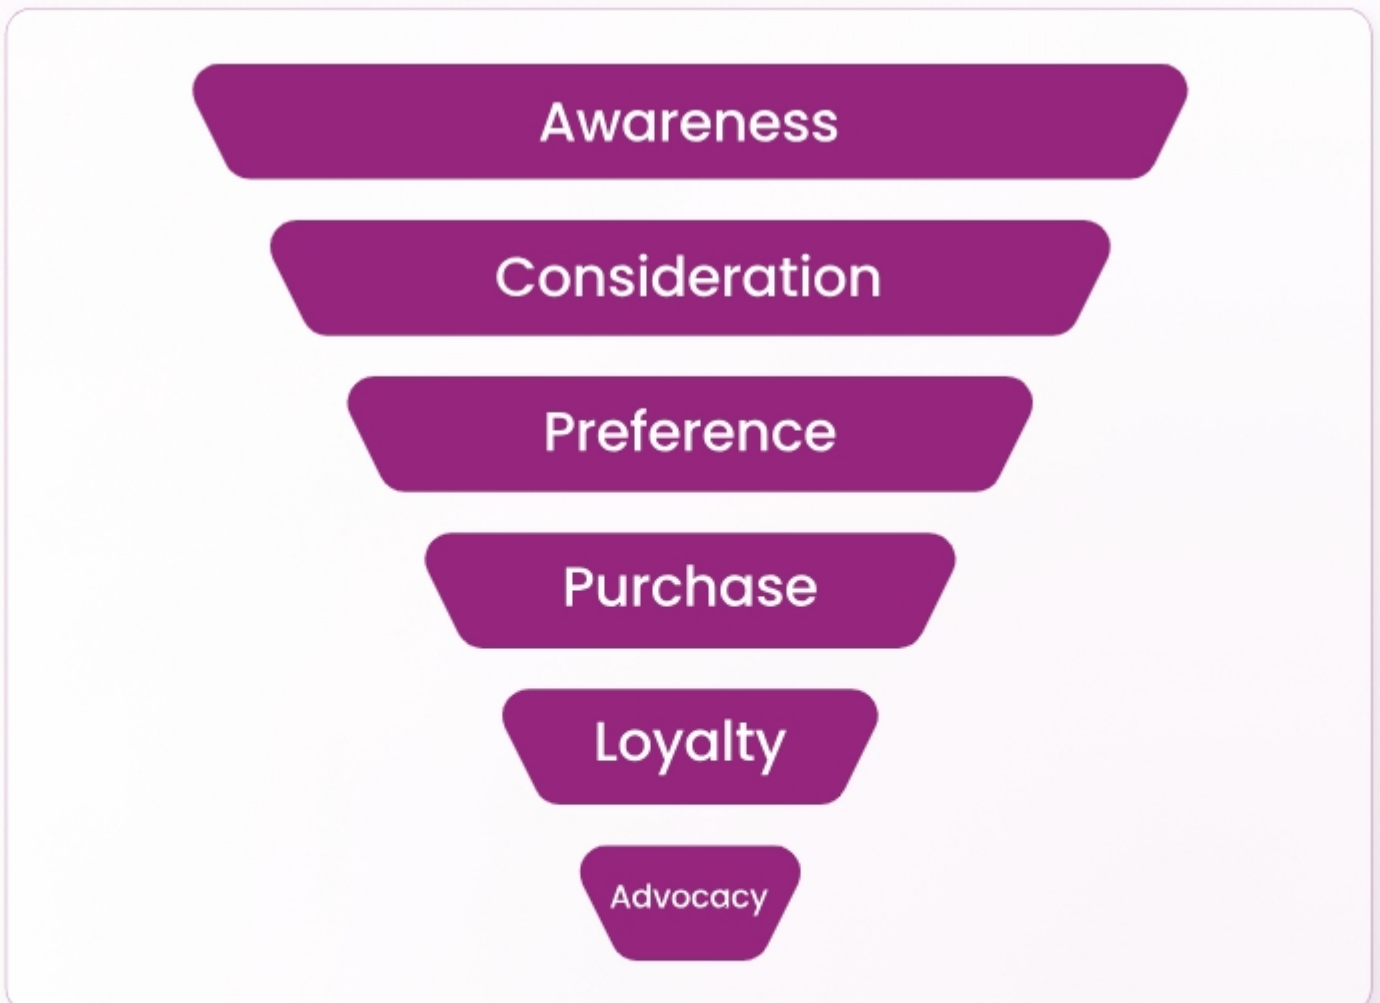 Awareness
Consideration
Preference
Purchase
Loyalty
Advocacy